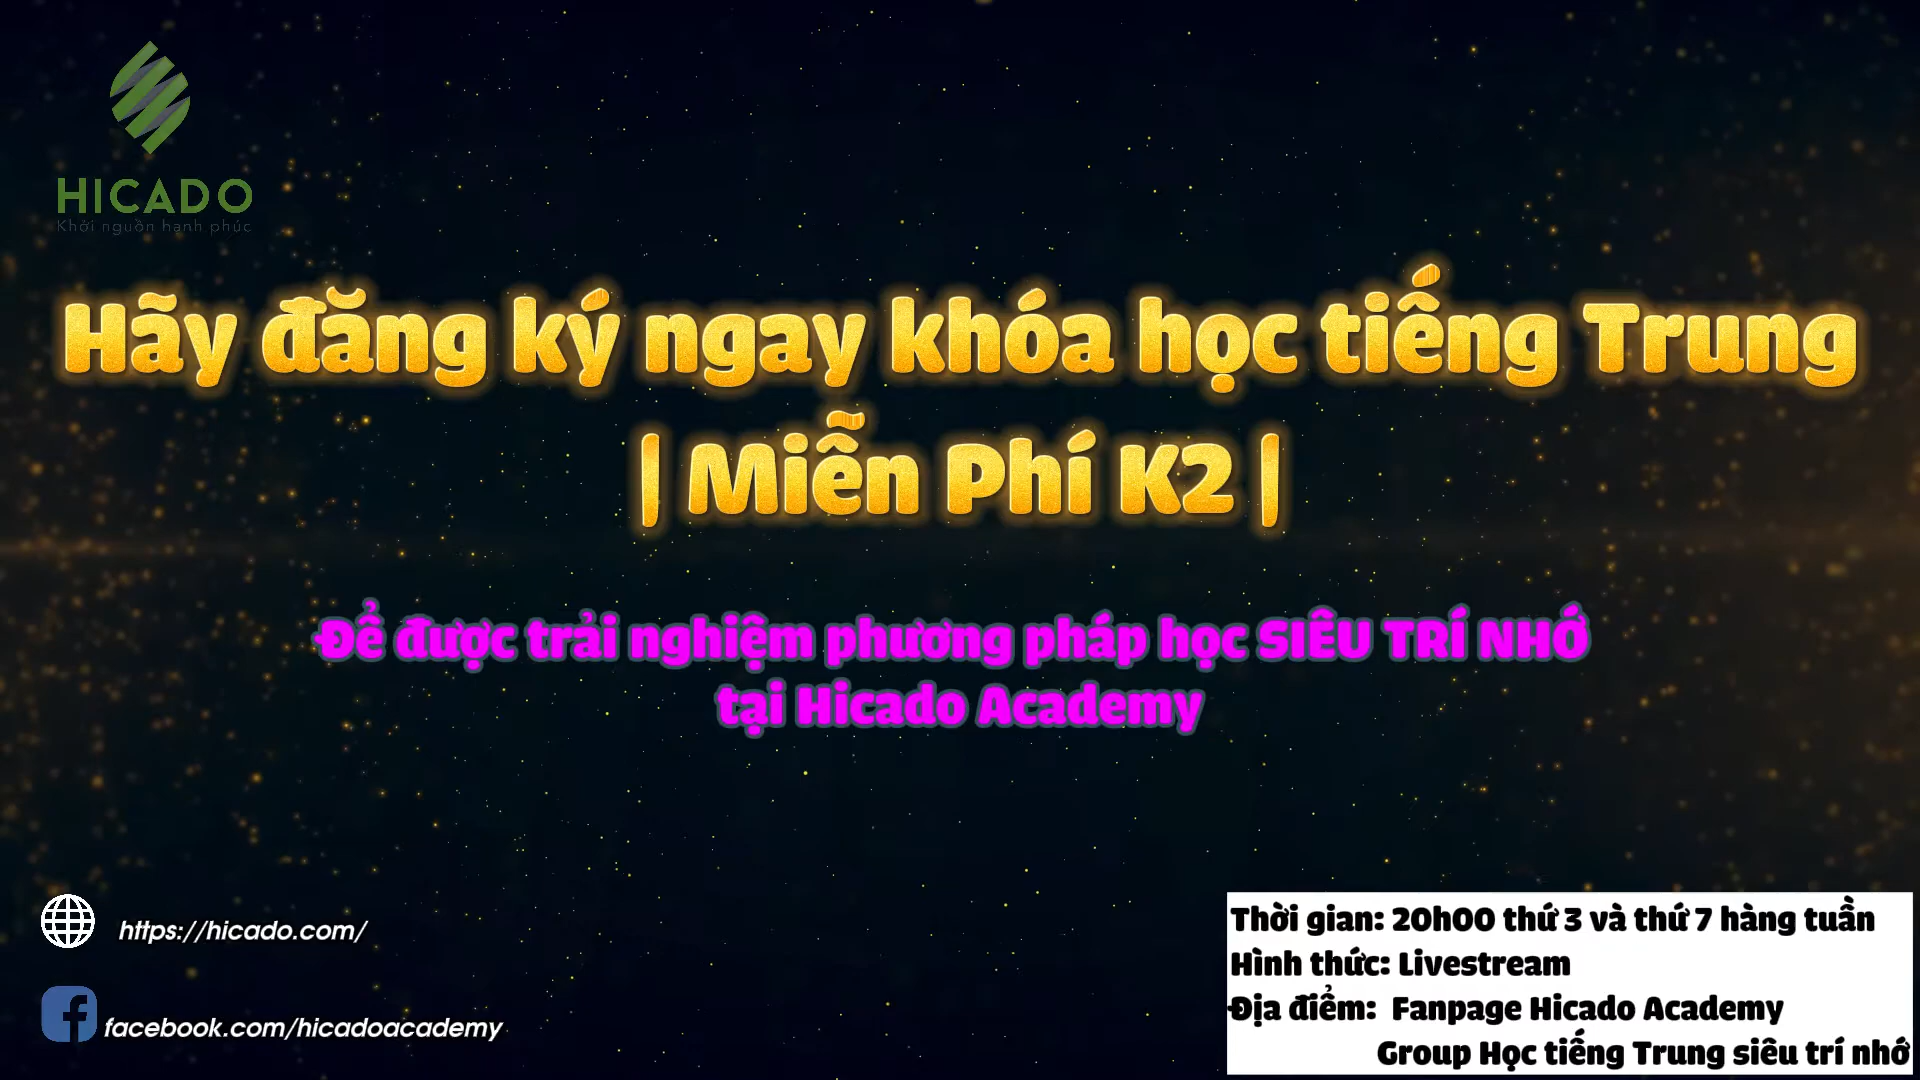 HICADO
Khởi nguồn hạnh phúc
Hãy đăng ký ngay khóa học tiếng Trung
| Miễn Phí K2 |
Để được trải nghiệm phương pháp học SIÊU TRÍ NHỚ
tại Hicado Academy
https://hicado.com/
facebook.com/hicadoacademy
Thời gian: 20h00 thứ 3 và thứ 7 hàng tuần
Hình thức: Livestream
Địa điểm: Fanpage Hicado Academy
Group Học tiếng Trung siêu trí nhớ